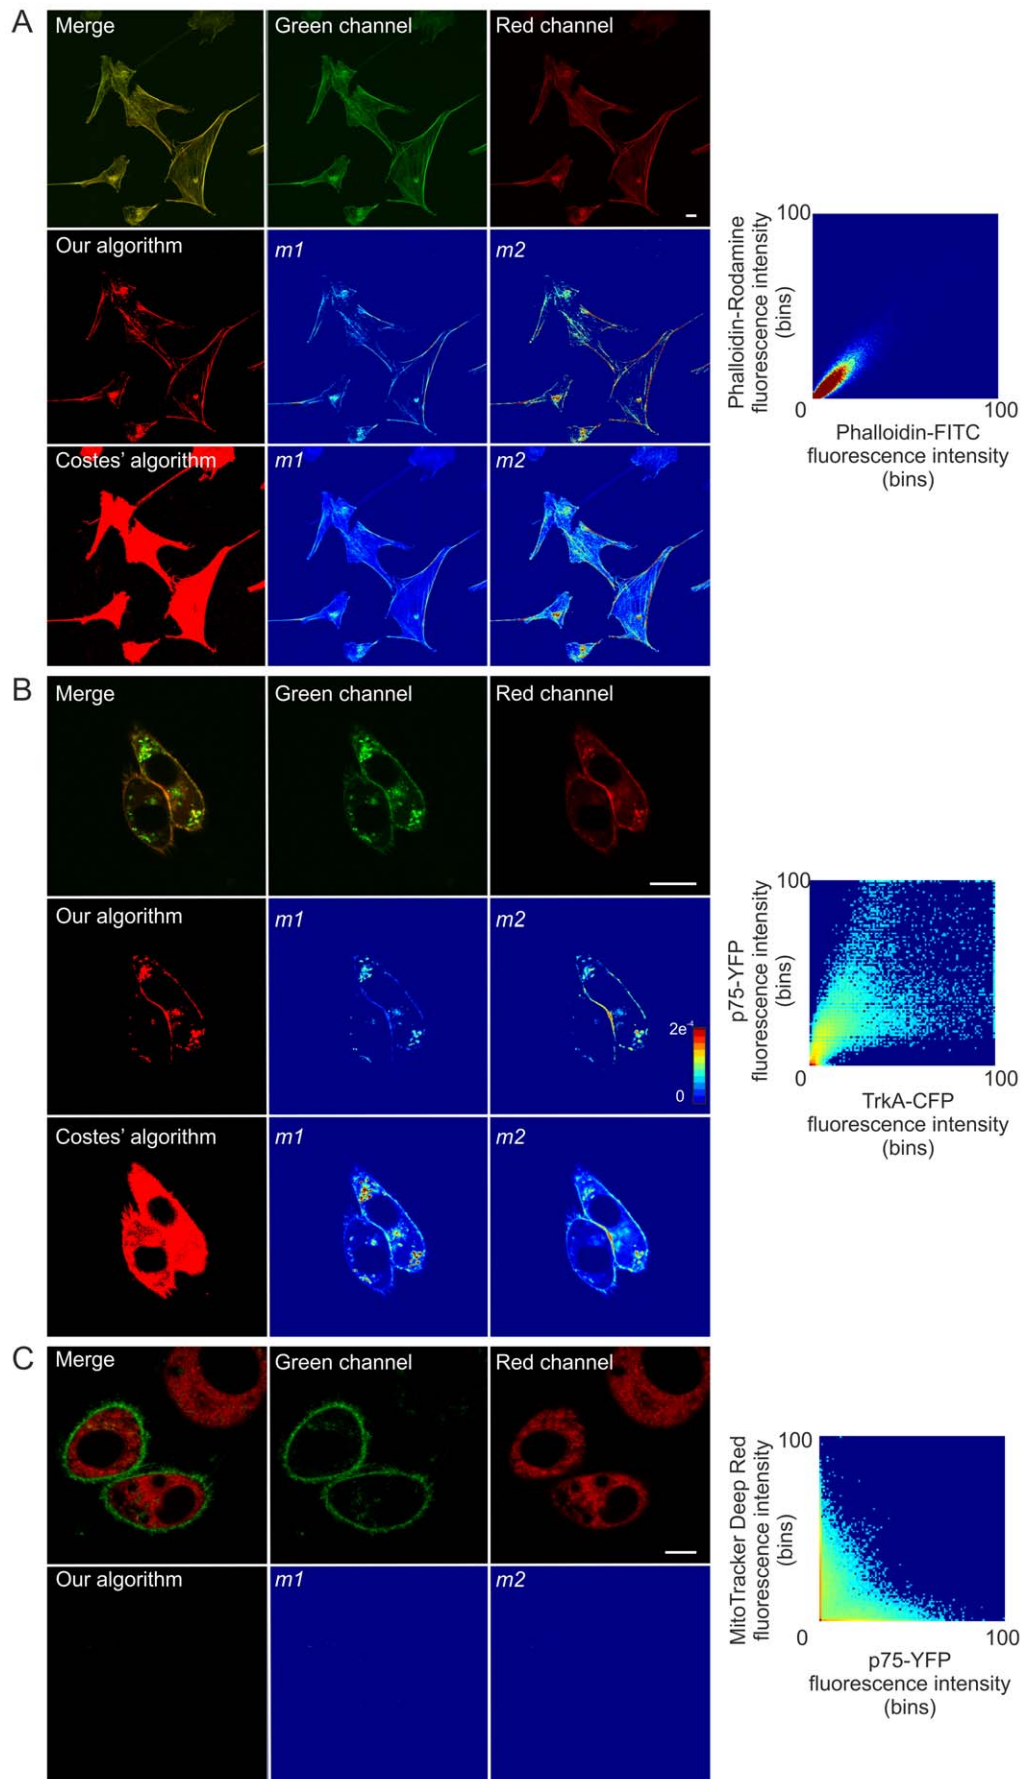 A
Merge
Green channel
Red channel
Our algorithm
m1
m2
Costes' algorithm
m1
m2
100
Phalloidin-Rodamine
fluorescence intensity
(bins)
0
100
Phalloidin-FITC
fluorescence intensity
(bins)
B
Merge
Green channel
Red channel
Our algorithm
m1
m2
2e-4
0
Costes' algorithm
m1
m2
100
p75-YFP
fluorescence intensity
(bins)
0
100
TrkA-CFP
fluorescence intensity
(bins)
C
Merge
Green channel
Red channel
Our algorithm
m1
m2
100
MitoTracker Deep Red
fluorescence intensity
(bins)
0
100
p75-YFP
fluorescence intensity
(bins)